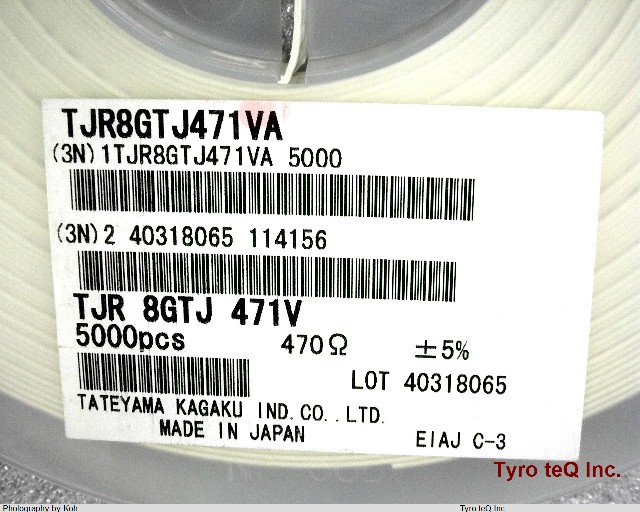 TJR8GTJ471VA
(3N)1TJR8GTJ471VA 5000
(3N)2 40318065 114156
TJR 8GTJ 471V
5000pcs 470Ω ±5%
LOT 40318065
TATEYAMA KAGAKU IND.CO.,LTD.
MADE IN JAPAN EIAJ C-3
Tyro teQ Inc.
Photography by Koh Tyro teQ Inc